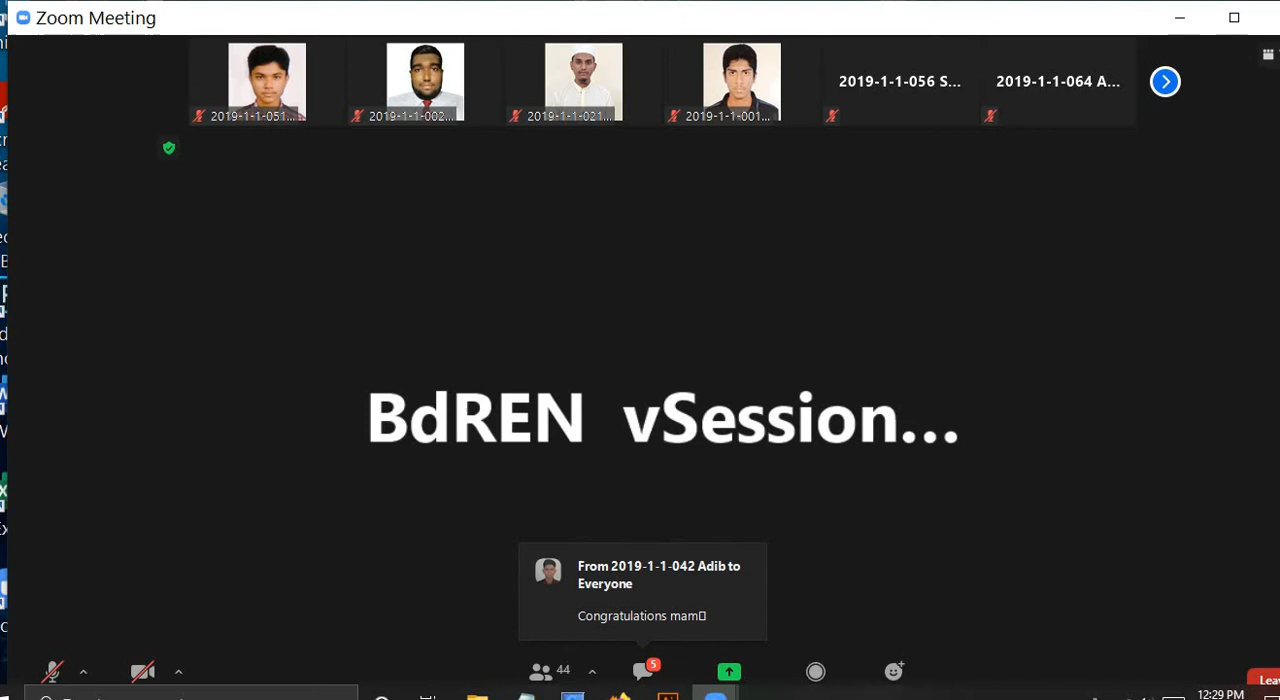 Zoom Meeting
2019-1-1-051...
2019-1-1-002...
2019-1-1-021...
2019-1-1-001...
2019-1-1-056 S...
2019-1-1-064 A...
BdREN vSession...
From 2019-1-1-042 Adib to
Everyone
Congratulations mam
44
5
Lea
12:29 PM